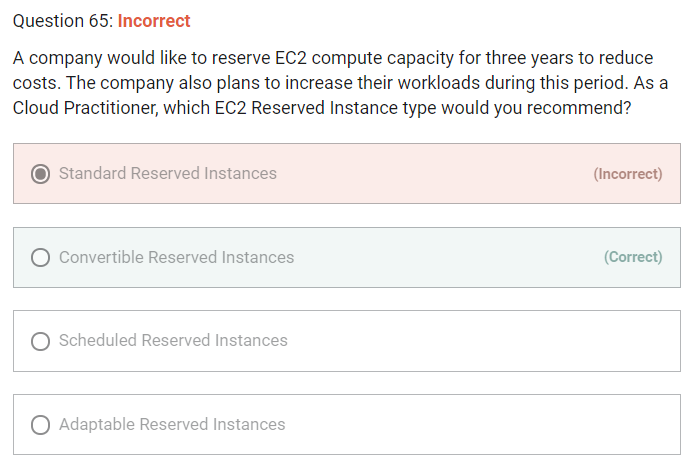 Question 65: Incorrect
A company would like to reserve EC2 compute capacity for three years to reduce
costs. The company also plans to increase their workloads during this period. As a
Cloud Practitioner, which EC2 Reserved Instance type would you recommend?
Standard Reserved Instances (Incorrect)
Convertible Reserved Instances (Correct)
Scheduled Reserved Instances
Adaptable Reserved Instances